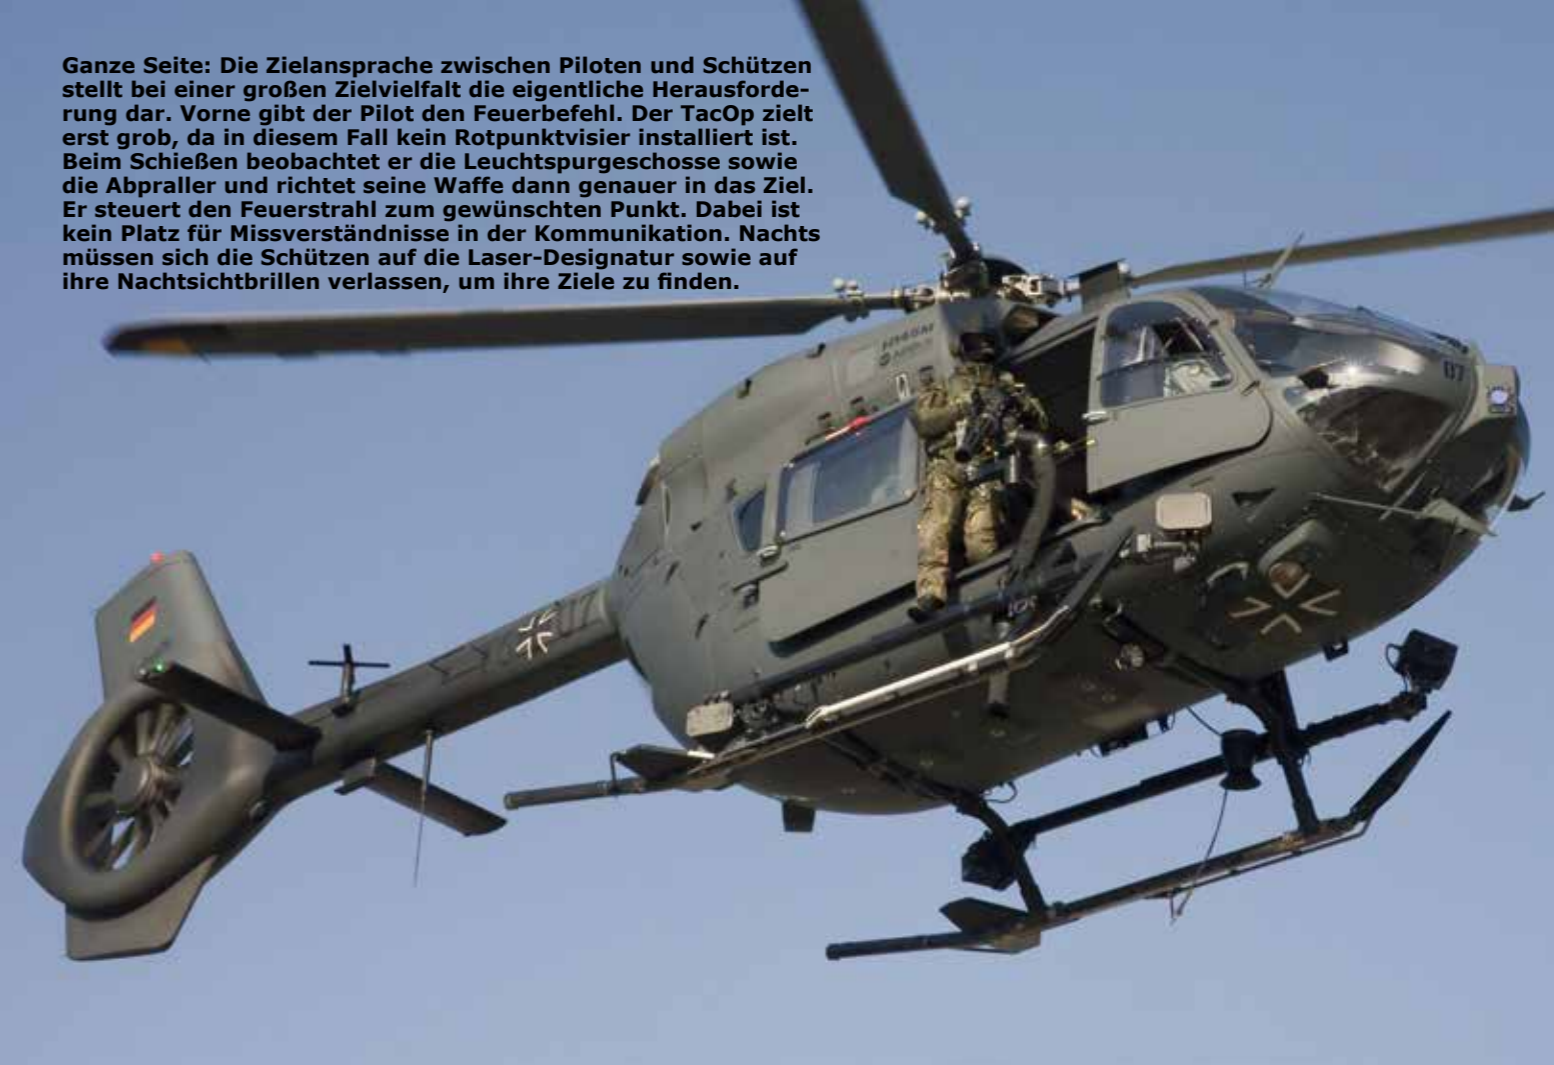 Ganze Seite: Die Zielansprache zwischen Piloten und Schützen
stellt bei einer großen Zielvielfalt die eigentliche Herausforde-
rung dar. Vorne gibt der Pilot den Feuerbefehl. Der TacOp zielt
erst grob, da in diesem Fall kein Rotpunktvisier installiert ist.
Beim Schießen beobachtet er die Leuchtspurgeschosse sowie
die Abpraller und richtet seine Waffe dann genauer in das Ziel.
Er steuert den Feuerstrahl zum gewünschten Punkt. Dabei ist
kein Platz für Missverständnisse in der Kommunikation. Nachts
müssen sich die Schützen auf die Laser-Designatur sowie auf
ihre Nachtsichtbrillen verlassen, um ihre Ziele zu finden.
H145M
07